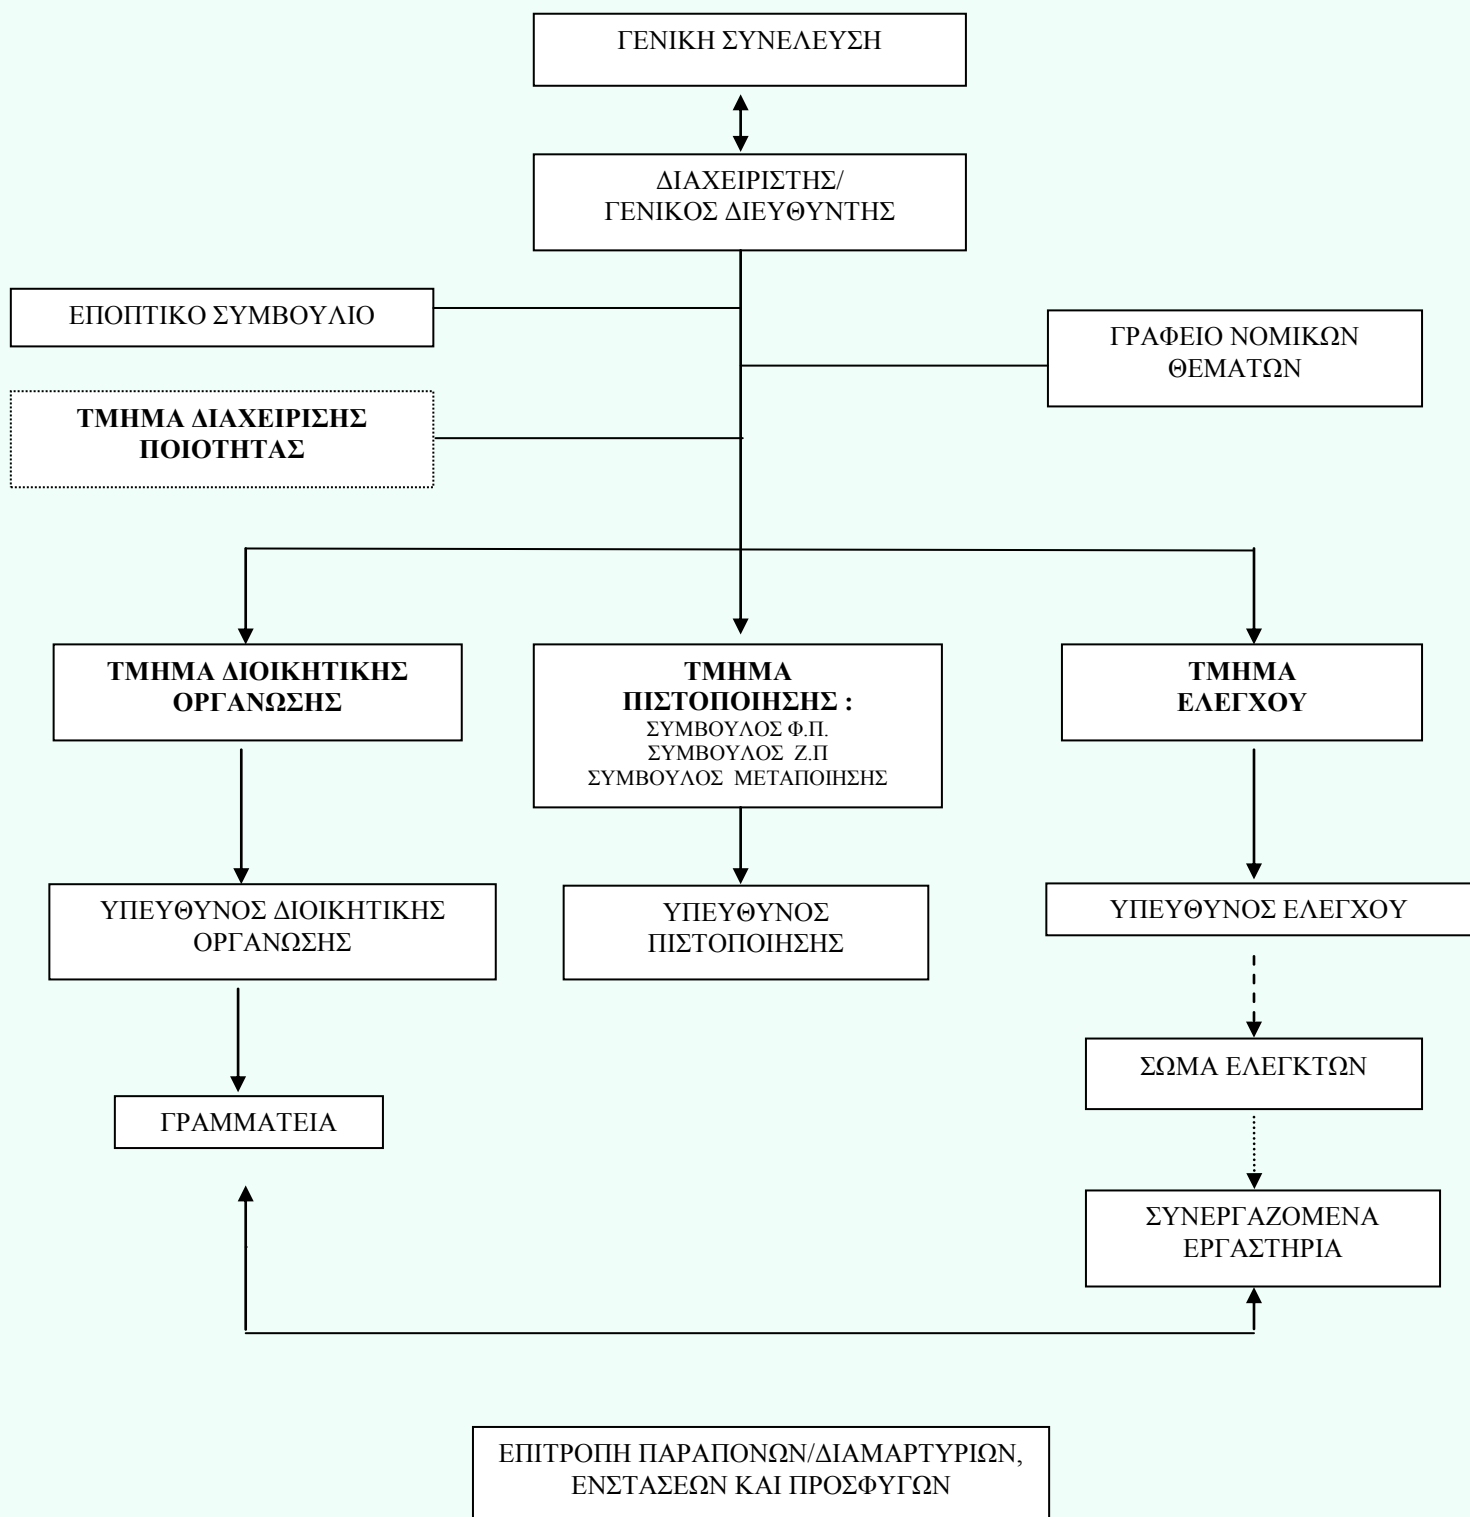 ΓΕΝΙΚΗ ΣΥΝΕΛΕΥΣΗ
ΔΙΑΧΕΙΡΙΣΤΗΣ/
ΓΕΝΙΚΟΣ ΔΙΕΥΘΥΝΤΗΣ
ΕΠΟΠΤΙΚΟ ΣΥΜΒΟΥΛΙΟ
ΓΡΑΦΕΙΟ ΝΟΜΙΚΩΝ
ΘΕΜΑΤΩΝ
ΤΜΗΜΑ ΔΙΑΧΕΙΡΙΣΗΣ
ΠΟΙΟΤΗΤΑΣ
ΤΜΗΜΑ ΔΙΟΙΚΗΤΙΚΗΣ
ΟΡΓΑΝΩΣΗΣ
ΤΜΗΜΑ
ΠΙΣΤΟΠΟΙΗΣΗΣ :
ΣΥΜΒΟΥΛΟΣ Φ.Π.
ΣΥΜΒΟΥΛΟΣ Ζ.Π
ΣΥΜΒΟΥΛΟΣ ΜΕΤΑΠΟΙΗΣΗΣ
ΤΜΗΜΑ
ΕΛΕΓΧΟΥ
ΥΠΕΥΘΥΝΟΣ ΔΙΟΙΚΗΤΙΚΗΣ
ΟΡΓΑΝΩΣΗΣ
ΥΠΕΥΘΥΝΟΣ
ΠΙΣΤΟΠΟΙΗΣΗΣ
ΥΠΕΥΘΥΝΟΣ ΕΛΕΓΧΟΥ
ΣΩΜΑ ΕΛΕΓΚΤΩΝ
ΓΡΑΜΜΑΤΕΙΑ
ΣΥΝΕΡΓΑΖΟΜΕΝΑ
ΕΡΓΑΣΤΗΡΙΑ
ΕΠΙΤΡΟΠΗ ΠΑΡΑΠΟΝΩΝ/ΔΙΑΜΑΡΤΥΡΙΩΝ,
ΕΝΣΤΑΣΕΩΝ ΚΑΙ ΠΡΟΣΦΥΓΩΝ